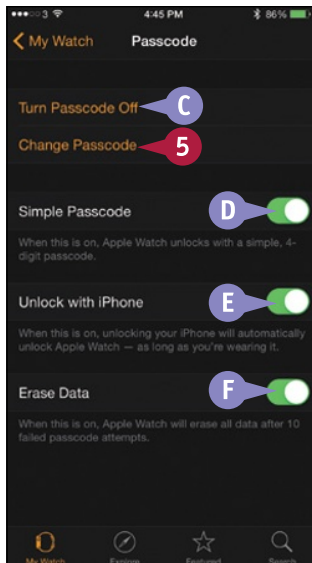 3 4:45 PM 86%
My Watch Passcode
Turn Passcode Off C
Change Passcode 5
Simple Passcode D
When this is on, Apple Watch unlocks with a simple, 4-
digit passcode.
Unlock with iPhone E
When this is on, unlocking your iPhone will automatically
unlock Apple Watch — as long as you're wearing it.
Erase Data F
When this is on, Apple Watch will erase all data after 10
failed passcode attempts.
My Watch Explore Featured Search